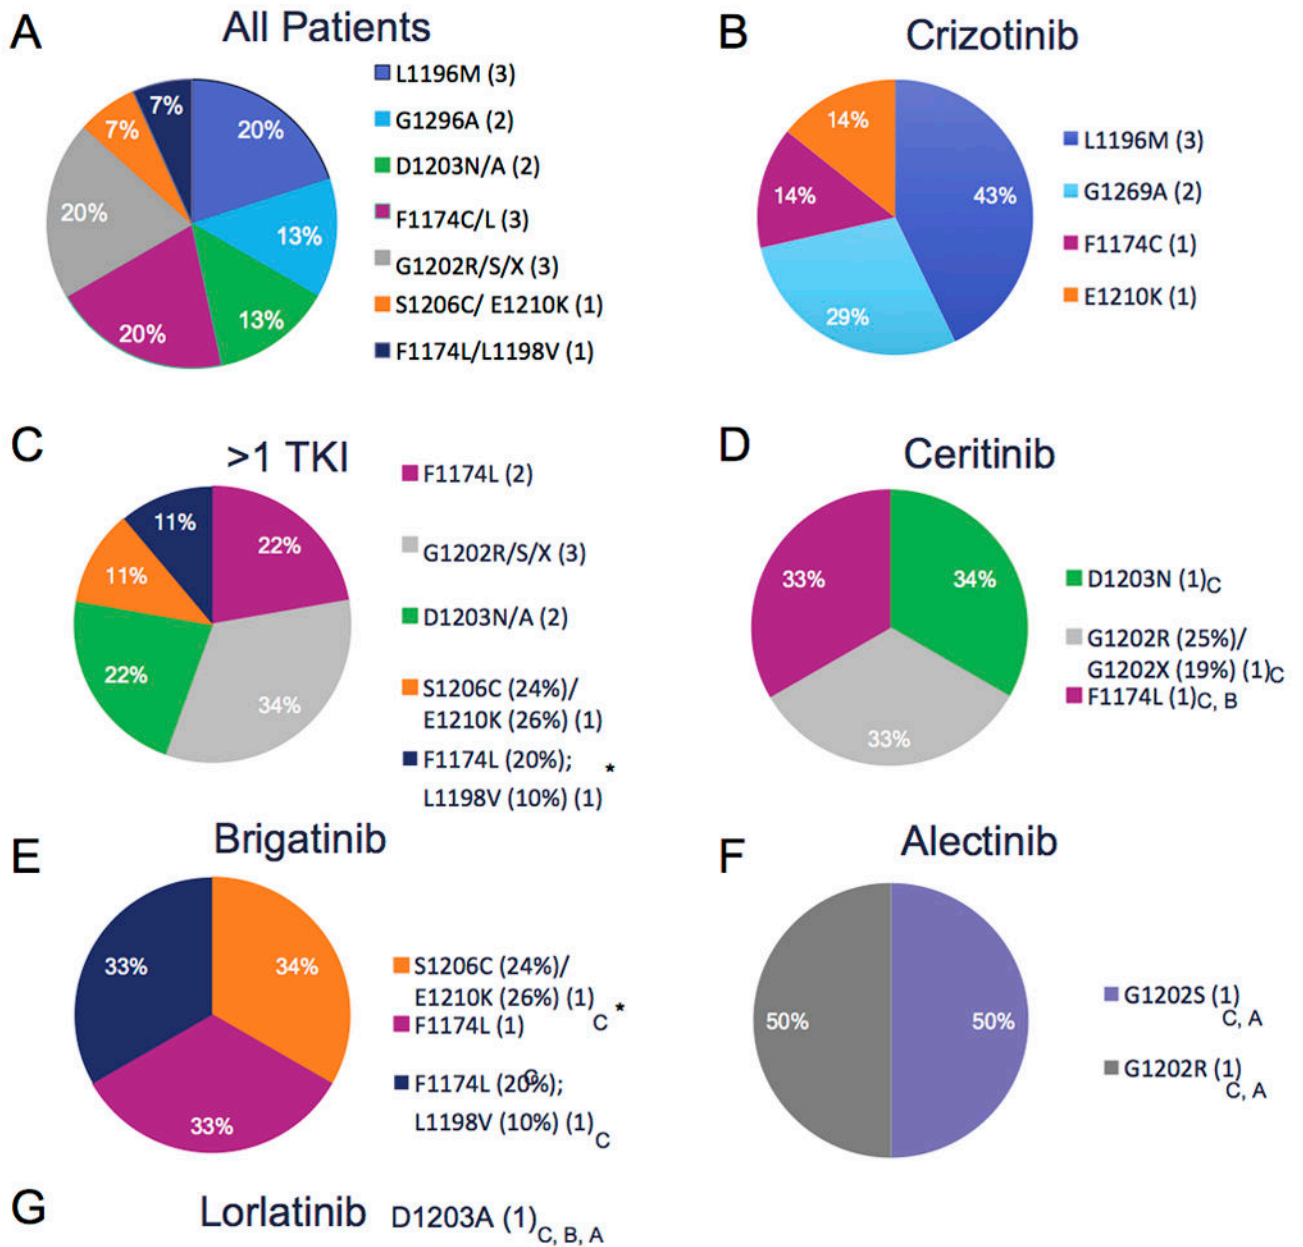 A
All Patients
7%
7%
20%
20%
13%
20%
13%
L1196M (3)
G1296A (2)
D1203N/A (2)
F1174C/L (3)
G1202R/S/X (3)
S1206C/ E1210K (1)
F1174L/L1198V (1)
B
Crizotinib
14%
14%
43%
29%
L1196M (3)
G1269A (2)
F1174C (1)
E1210K (1)
C
>1 TKI
11%
11%
22%
22%
34%
F1174L (2)
G1202R/S/X (3)
D1203N/A (2)
S1206C (24%)/
E1210K (26%) (1)
F1174L (20%); *
L1198V (10%) (1)
D
Ceritinib
33%
34%
33%
D1203N (1)C
G1202R (25%)/
G1202X (19%) (1)C
F1174L (1)C, B
E
Brigatinib
33%
34%
33%
S1206C (24%)/
E1210K (26%) (1)C *
F1174L (1)
C
F1174L (20%);
L1198V (10%) (1)C
F
Alectinib
50%
50%
G1202S (1)C, A
G1202R (1)C, A
G
Lorlatinib D1203A (1)C, B, A